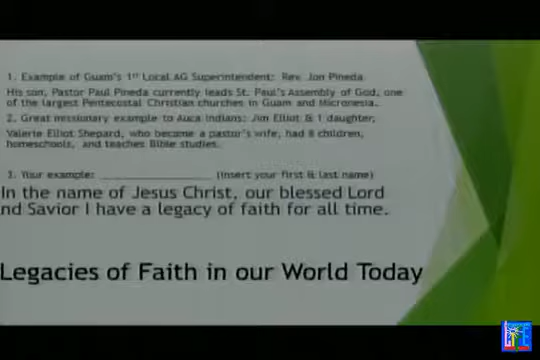 1. Example of Guam's 1st Local AG Superintendent: Rev. Jon Pineda
His son, Pastor Paul Pineda currently leads St. Paul's Assembly of God, one
of the largest Pentecostal Christian churches in Guam and Micronesia.
2. Great missionary example to Auca Indians: Jim Elliot & 1 daughter,
Valerie Elliot Shepard, who become a pastor's wife, had 8 children,
homeschools, and teaches Bible studies.
3. Your example: ____________________ (insert your first & last name)
In the name of Jesus Christ, our blessed Lord
nd Savior I have a legacy of faith for all time.
Legacies of Faith in our World Today